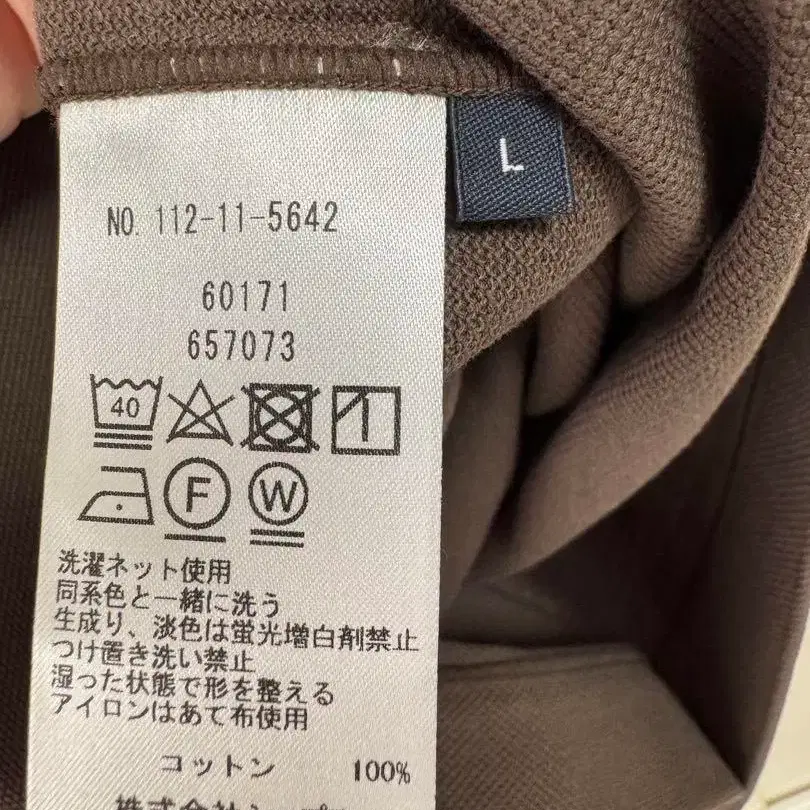 L
NO. 112-11-5642
60171
657073
40
F W
洗濯ネット使用
同系色と一緒に洗う
生成り、淡色は蛍光増白剤禁止
つけ置き洗い禁止
湿った状態で形を整える
アイロンはあて布使用
コットン 100%